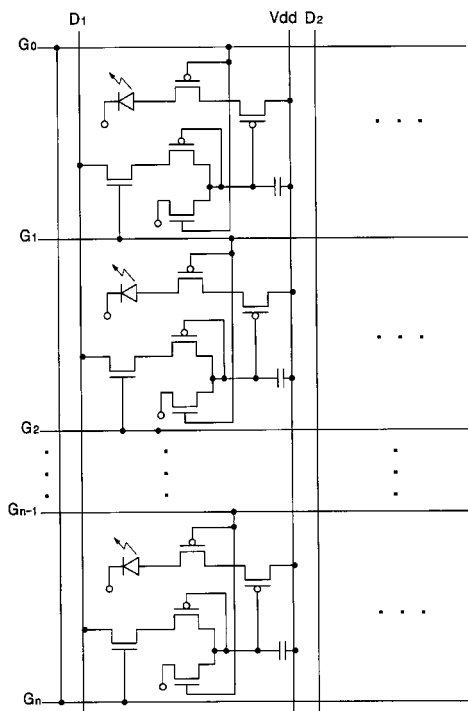 D1 Vdd D2
G0
. . .
G1
. . .
G2
Gn-1
. . .
Gn